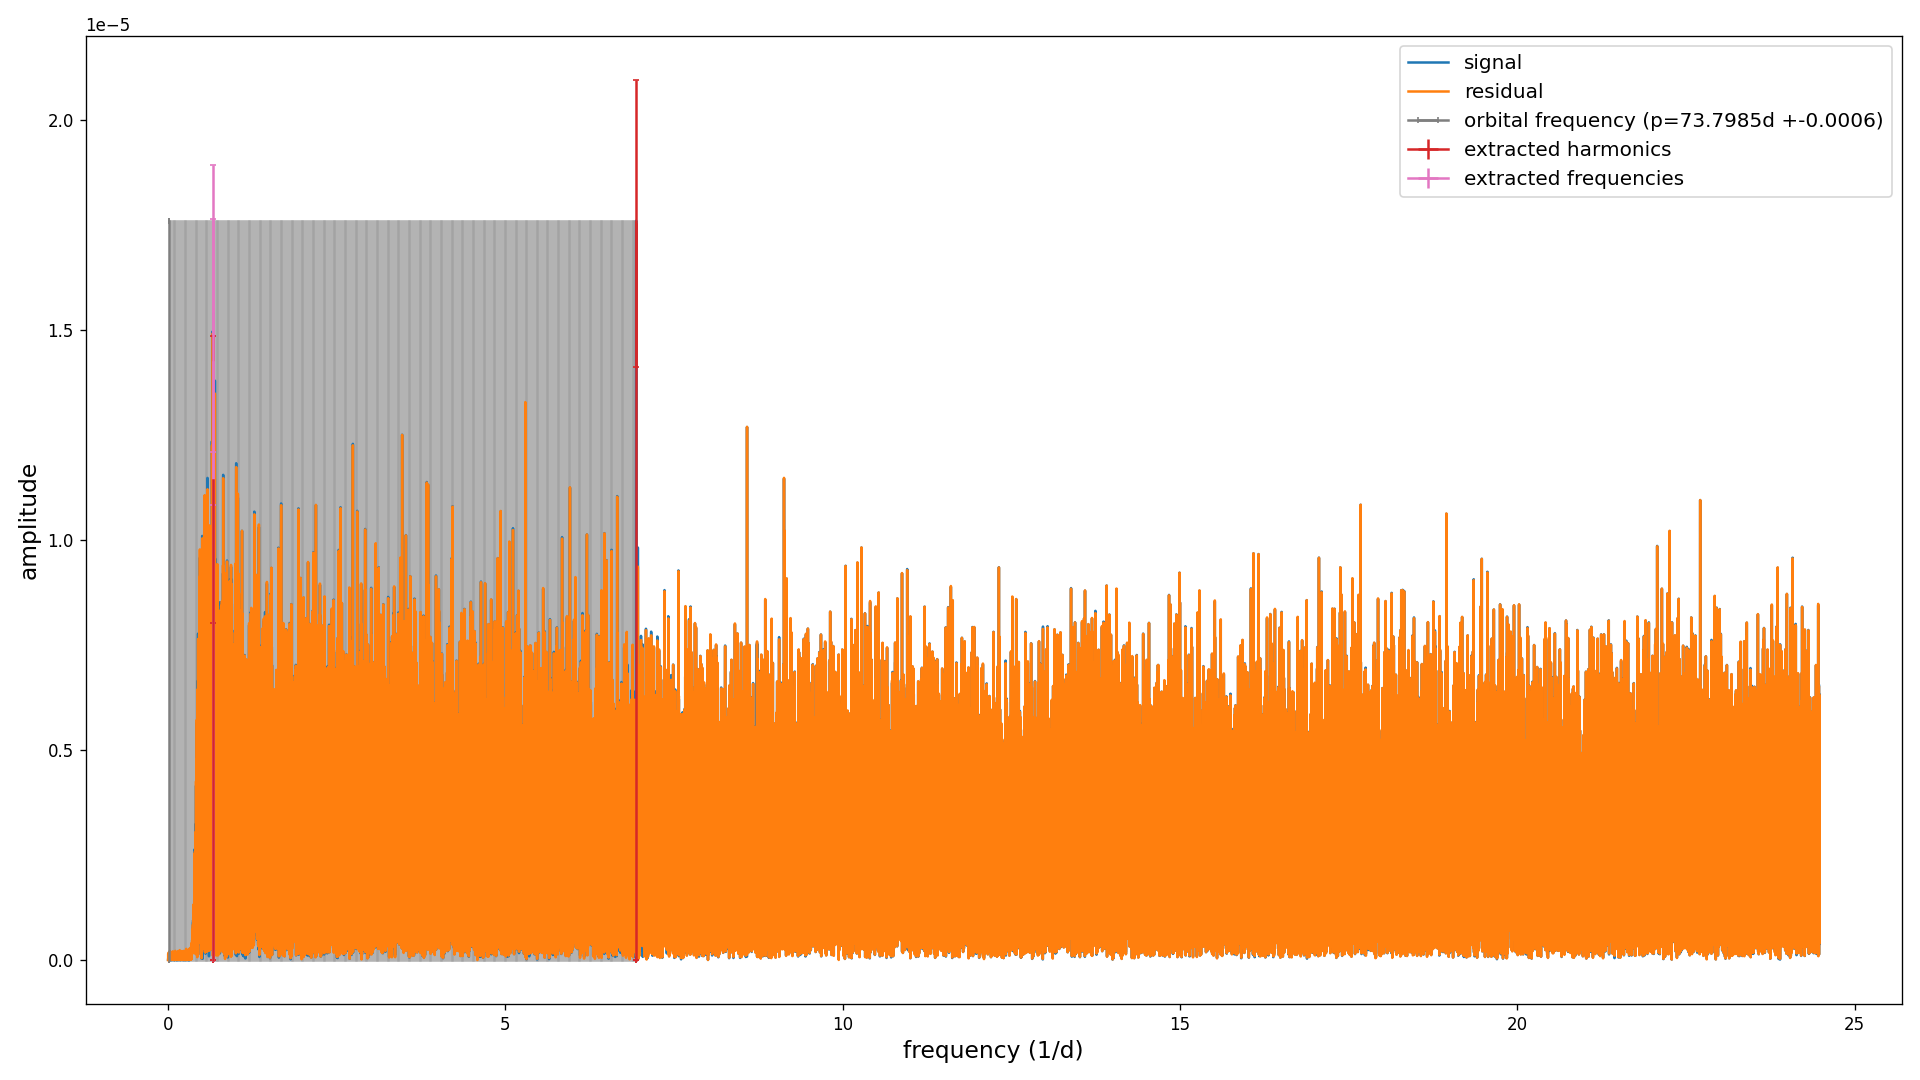 1e−5
signal
residual
orbital frequency (p=73.7985d +-0.0006)
extracted harmonics
extracted frequencies
2.0
1.5
1.0
0.5
0.0
amplitude
0 5 10 15 20 25
frequency (1/d)